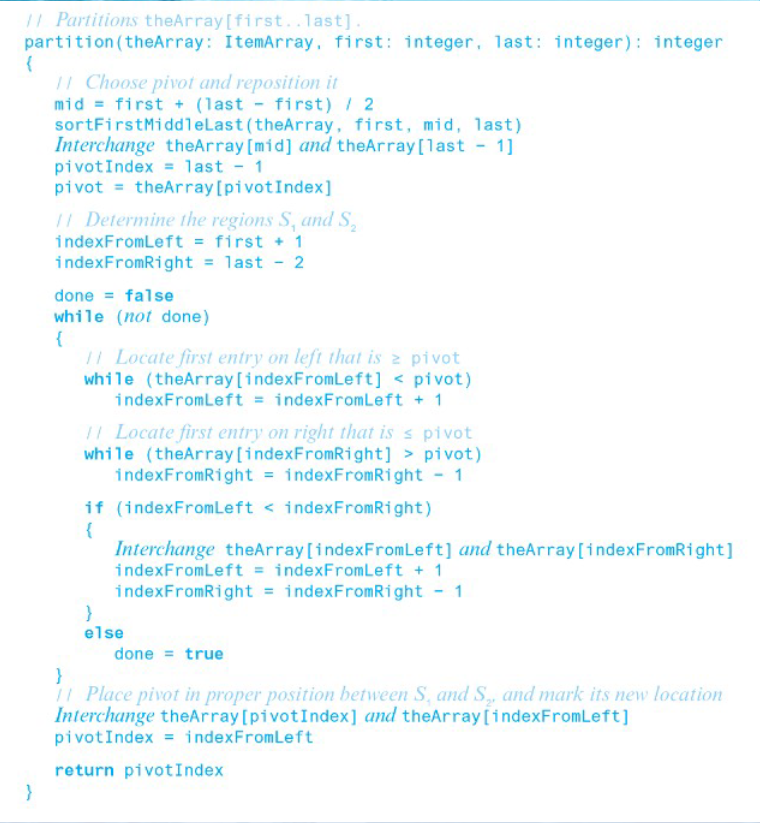 // Partitions theArray[first..last].
partition(theArray: ItemArray, first: integer, last: integer): integer
{
// Choose pivot and reposition it
mid = first + (last - first) / 2
sortFirstMiddleLast(theArray, first, mid, last)
Interchange theArray[mid] and theArray[last - 1]
pivotIndex = last - 1
pivot = theArray[pivotIndex]
// Determine the regions S₁ and S₂
indexFromLeft = first + 1
indexFromRight = last - 2
done = false
while (not done)
{
// Locate first entry on left that is ≥ pivot
while (theArray[indexFromLeft] < pivot)
indexFromLeft = indexFromLeft + 1
// Locate first entry on right that is ≤ pivot
while (theArray[indexFromRight] > pivot)
indexFromRight = indexFromRight - 1
if (indexFromLeft < indexFromRight)
{
Interchange theArray[indexFromLeft] and theArray[indexFromRight]
indexFromLeft = indexFromLeft + 1
indexFromRight = indexFromRight - 1
}
else
done = true
}
// Place pivot in proper position between S₁ and S₂, and mark its new location
Interchange theArray[pivotIndex] and theArray[indexFromLeft]
pivotIndex = indexFromLeft
return pivotIndex
}